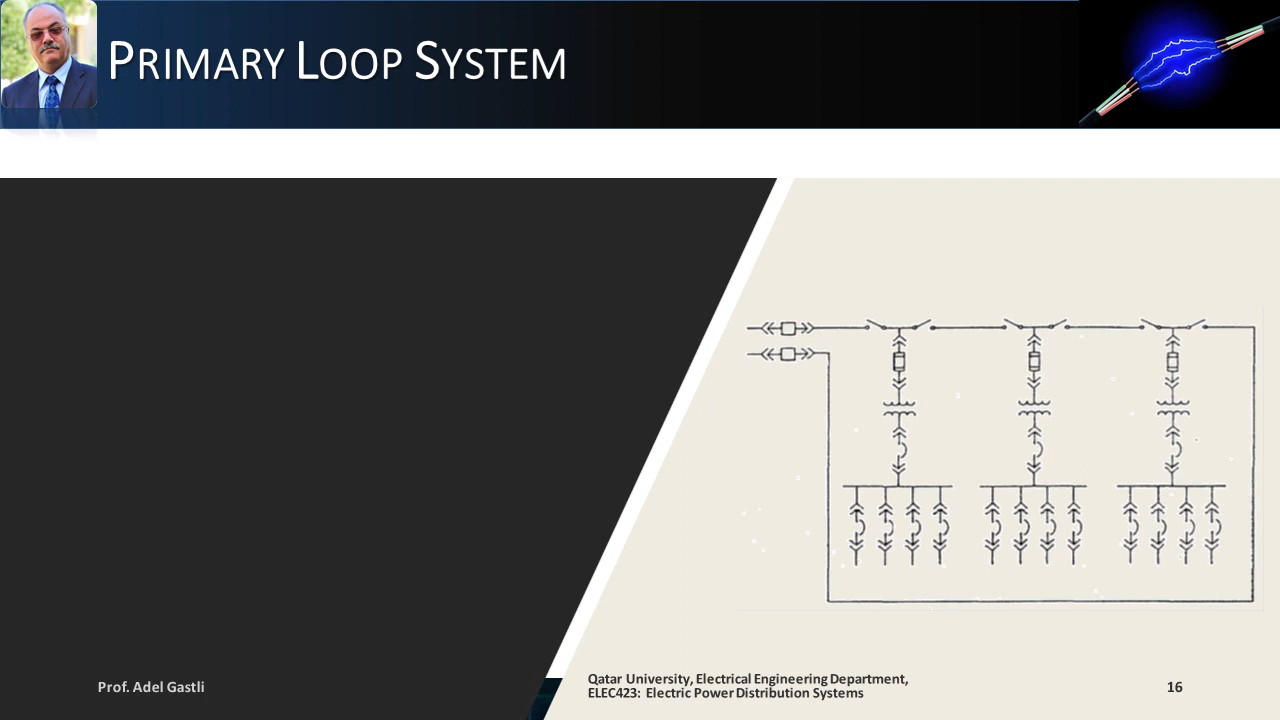 PRIMARY LOOP SYSTEM
Prof. Adel Gastli
Qatar University, Electrical Engineering Department,
ELEC423: Electric Power Distribution Systems
16